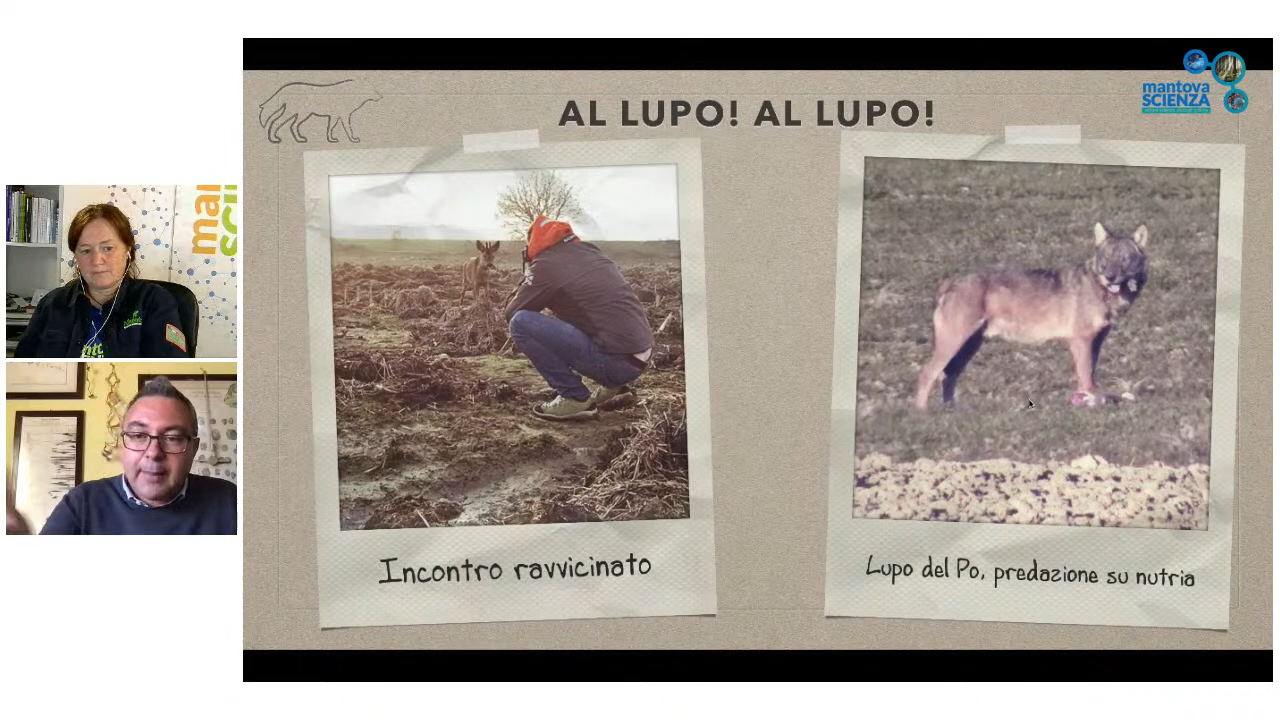 AL LUPO! AL LUPO!
mantova
SCIENZA
Incontro ravvicinato
Lupo del Po, predazione su nutria